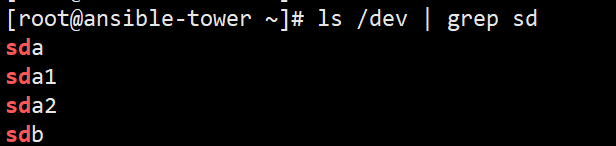 [root@ansible-tower ~]# ls /dev | grep sd
sda
sda1
sda2
sdb